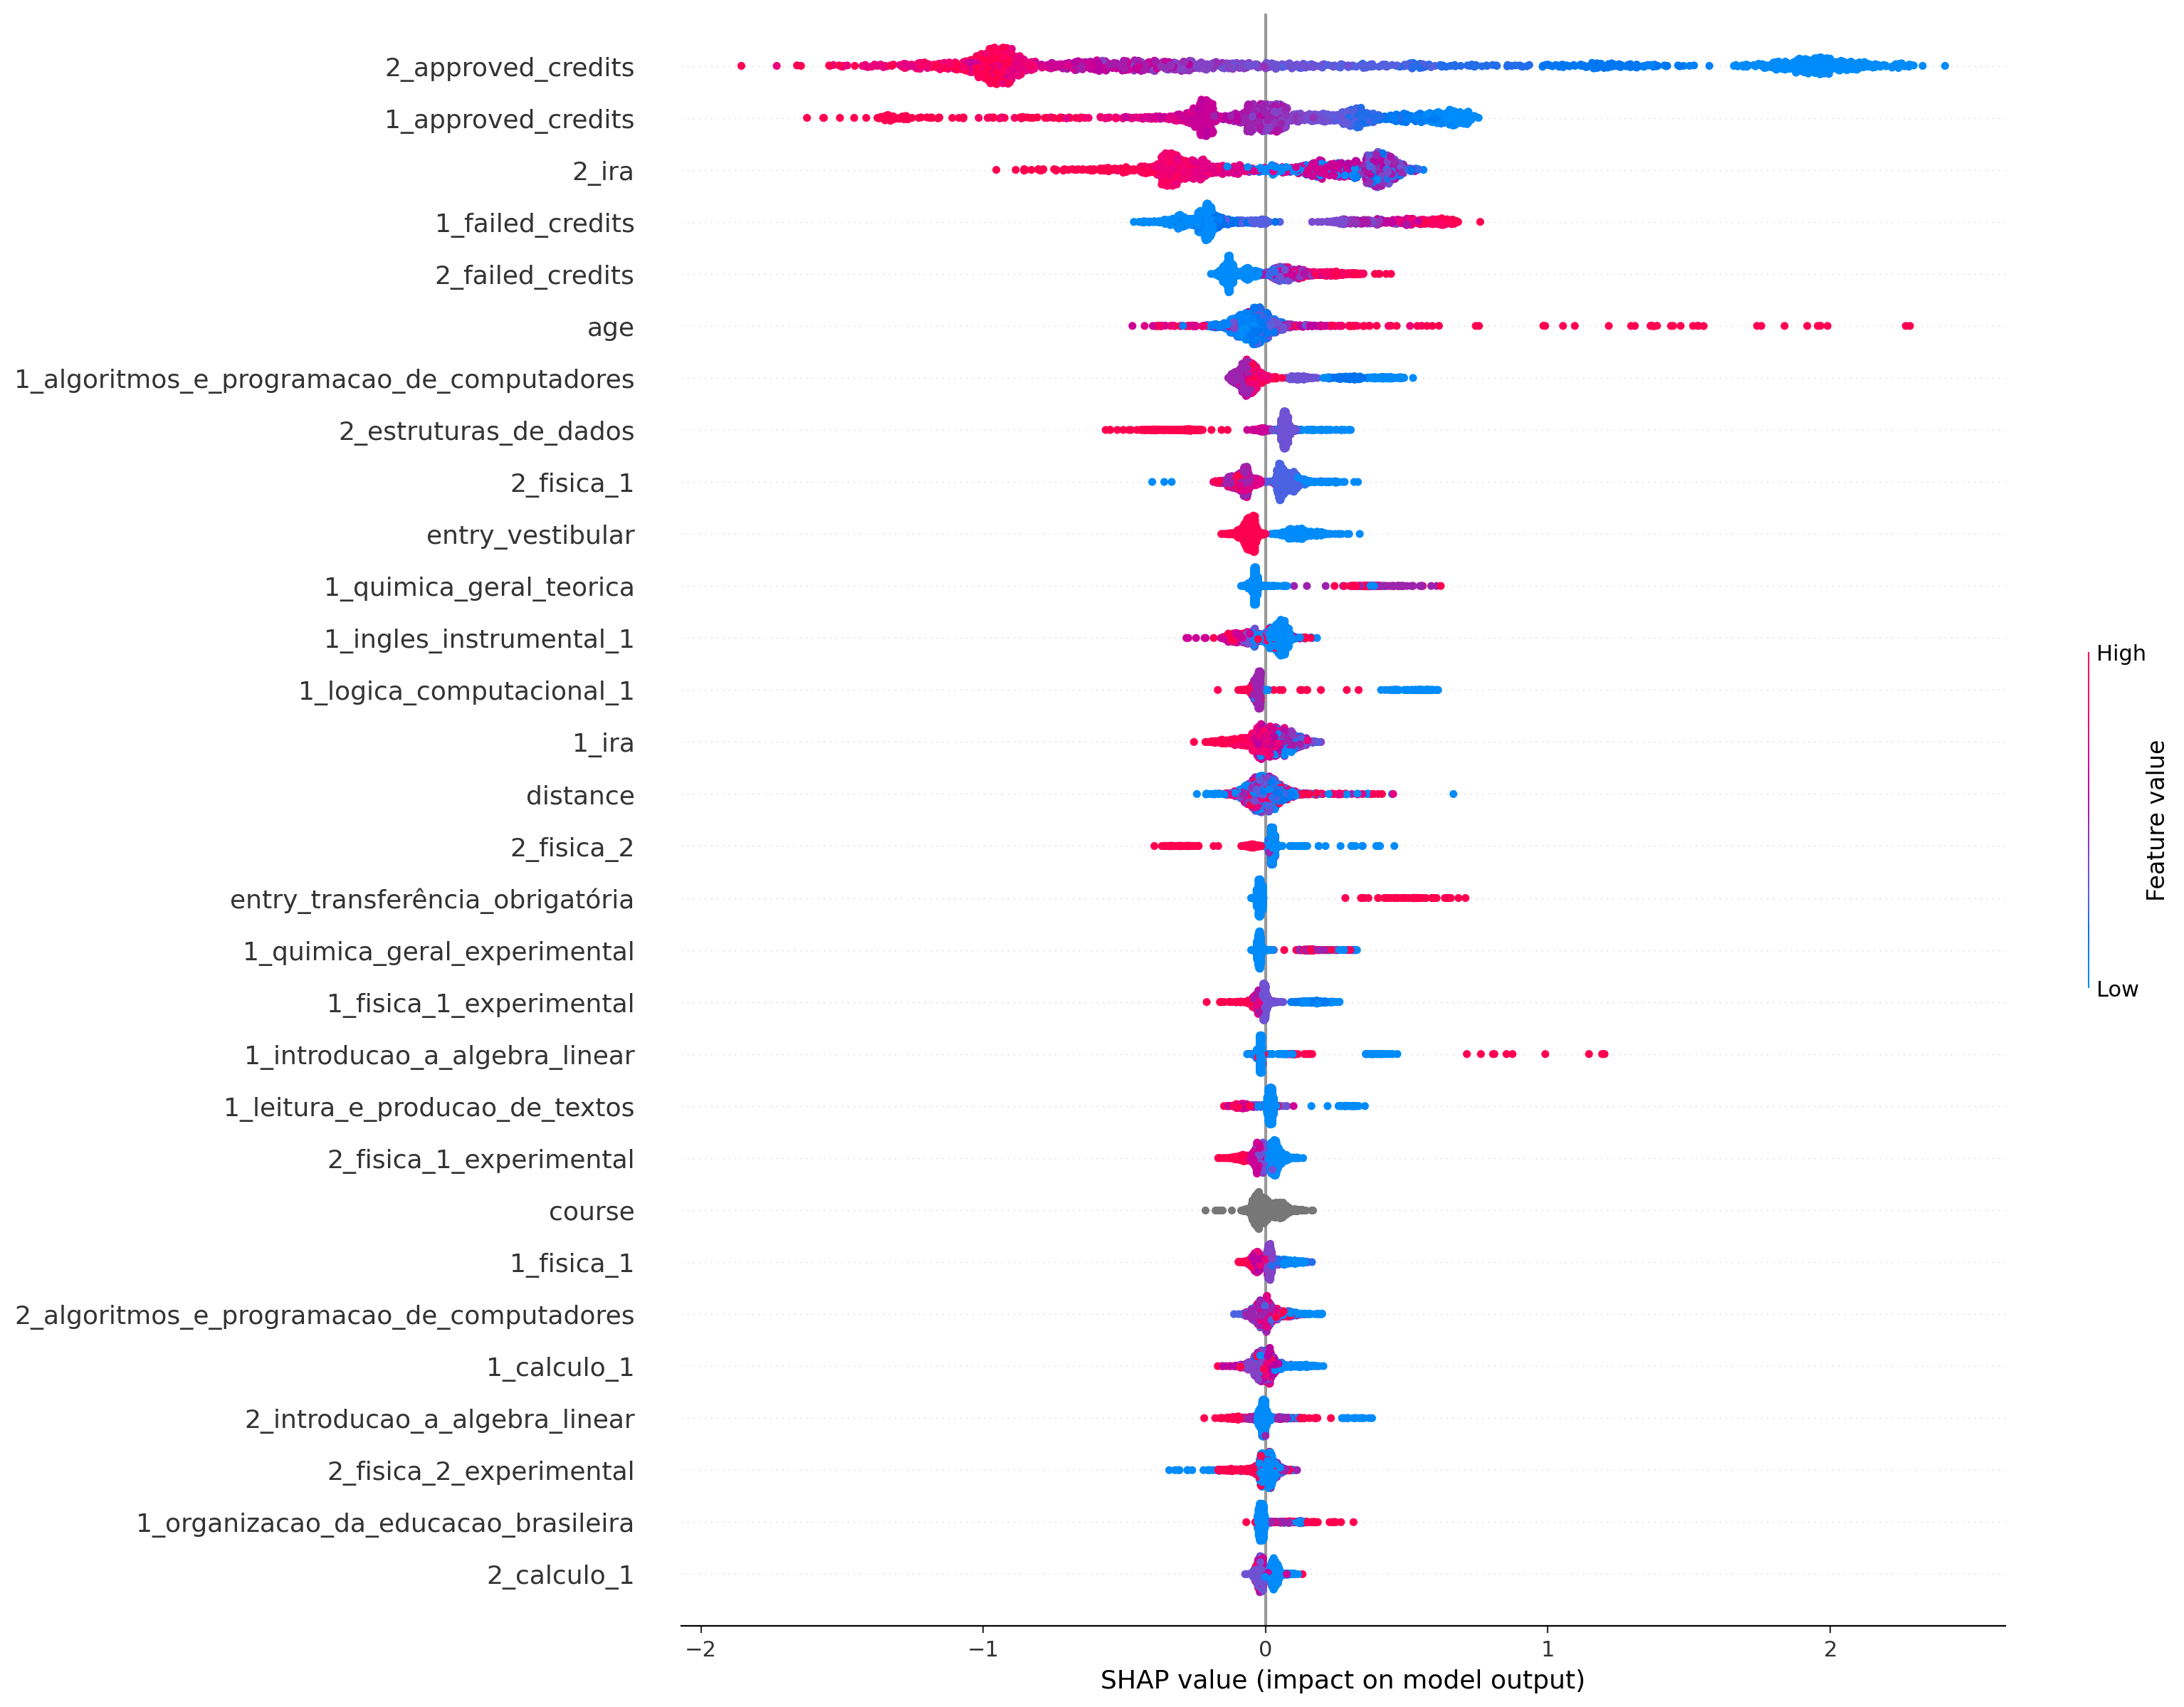 2_approved_credits
1_approved_credits
2_ira
1_failed_credits
2_failed_credits
age
1_algoritmos_e_programacao_de_computadores
2_estruturas_de_dados
2_fisica_1
entry_vestibular
1_quimica_geral_teorica
1_ingles_instrumental_1
1_logica_computacional_1
1_ira
distance
2_fisica_2
entry_transferência_obrigatória
1_quimica_geral_experimental
1_fisica_1_experimental
1_introducao_a_algebra_linear
1_leitura_e_producao_de_textos
2_fisica_1_experimental
course
1_fisica_1
2_algoritmos_e_programacao_de_computadores
1_calculo_1
2_introducao_a_algebra_linear
2_fisica_2_experimental
1_organizacao_da_educacao_brasileira
2_calculo_1
−2 −1 0 1 2
SHAP value (impact on model output)
High
Feature value
Low